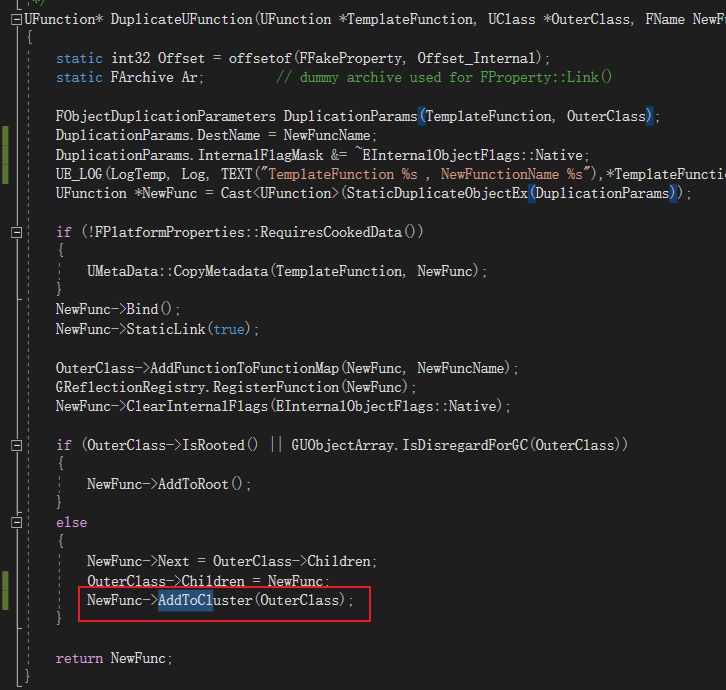 */
UFunction* DuplicateUFunction(UFunction *TemplateFunction, UClass *OuterClass, FName NewFu
{
static int32 Offset = offsetof(FFakeProperty, Offset_Internal);
static FArchive Ar; // dummy archive used for FProperty::Link()
FObjectDuplicationParameters DuplicationParams(TemplateFunction, OuterClass);
DuplicationParams.DestName = NewFuncName;
DuplicationParams.InternalFlagMask &= ~EInternalObjectFlags::Native;
UE_LOG(LogTemp, Log, TEXT("TemplateFunction %s , NewFunctionName %s"),*TemplateFunction
UFunction *NewFunc = Cast<UFunction>(StaticDuplicateObjectEx(DuplicationParams));
if (!FPlatformProperties::RequiresCookedData())
{
UMetaData::CopyMetadata(TemplateFunction, NewFunc);
}
NewFunc->Bind();
NewFunc->StaticLink(true);
OuterClass->AddFunctionToFunctionMap(NewFunc, NewFuncName);
GReflectionRegistry.RegisterFunction(NewFunc);
NewFunc->ClearInternalFlags(EInternalObjectFlags::Native);
if (OuterClass->IsRooted() || GUObjectArray.IsDisregardForGC(OuterClass))
{
NewFunc->AddToRoot();
}
else
{
NewFunc->Next = OuterClass->Children;
OuterClass->Children = NewFunc;
NewFunc->AddToCluster(OuterClass);
}
return NewFunc;
}